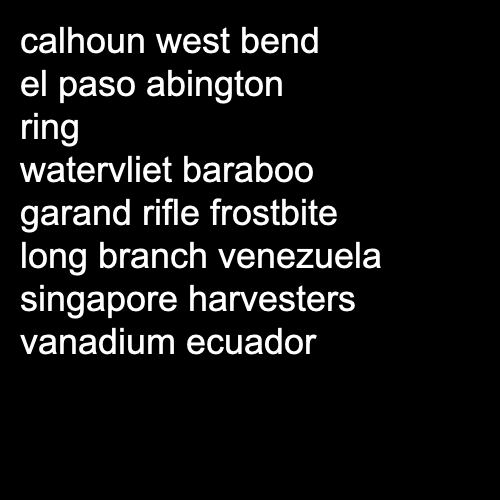 calhoun west bend
el paso abington
ring
watervliet baraboo
garand rifle frostbite
long branch venezuela
singapore harvesters
vanadium ecuador